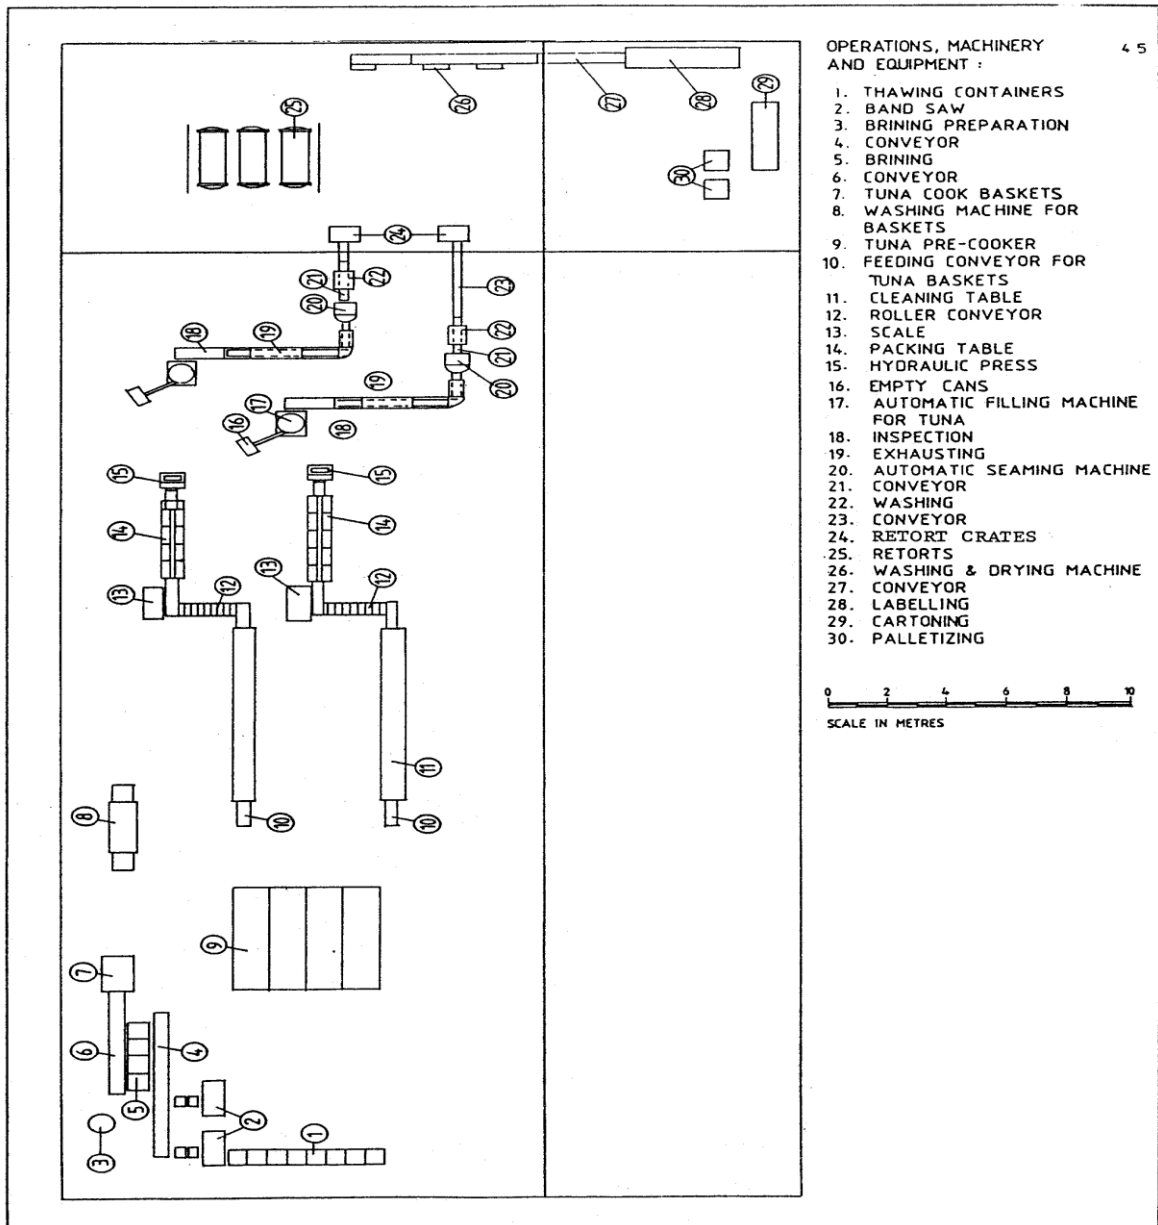 OPERATIONS, MACHINERY 4 5
AND EQUIPMENT :
1. THAWING CONTAINERS
2. BAND SAW
3. BRINING PREPARATION
4. CONVEYOR
5. BRINING
6. CONVEYOR
7. TUNA COOK BASKETS
8. WASHING MACHINE FOR
BASKETS
9. TUNA PRE-COOKER
10. FEEDING CONVEYOR FOR
TUNA BASKETS
11. CLEANING TABLE
12. ROLLER CONVEYOR
13. SCALE
14. PACKING TABLE
15. HYDRAULIC PRESS
16. EMPTY CANS
17. AUTOMATIC FILLING MACHINE
FOR TUNA
18. INSPECTION
19. EXHAUSTING
20. AUTOMATIC SEAMING MACHINE
21. CONVEYOR
22. WASHING
23. CONVEYOR
24. RETORT CRATES
25. RETORTS
26. WASHING & DRYING MACHINE
27. CONVEYOR
28. LABELLING
29. CARTONING
30. PALLETIZING
0 2 4 6 8 10
SCALE IN METRES
26
27
28
29
25
30
24
21
22
23
20
18
19
22
21
20
19
17
16
18
15
15
14
14
13
12
13
12
11
8
10
10
9
7
6
4
5
3
2
1